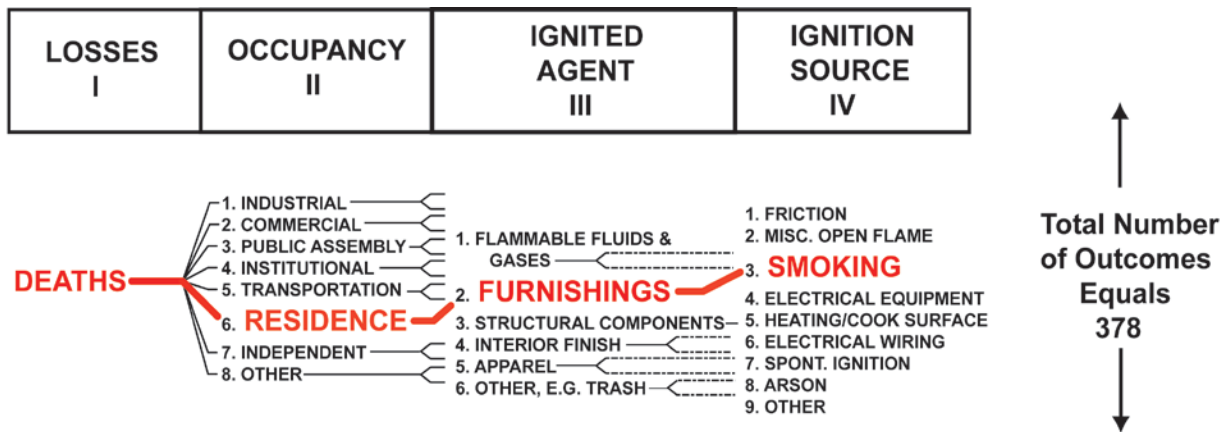 LOSSES
I
OCCUPANCY
II
IGNITED
AGENT
III
IGNITION
SOURCE
IV
DEATHS
1. INDUSTRIAL
2. COMMERCIAL
3. PUBLIC ASSEMBLY
4. INSTITUTIONAL
5. TRANSPORTATION
6. RESIDENCE
7. INDEPENDENT
8. OTHER
1. FLAMMABLE FLUIDS &
GASES
2. FURNISHINGS
3. STRUCTURAL COMPONENTS
4. INTERIOR FINISH
5. APPAREL
6. OTHER, E.G. TRASH
1. FRICTION
2. MISC. OPEN FLAME
3. SMOKING
4. ELECTRICAL EQUIPMENT
5. HEATING/COOK SURFACE
6. ELECTRICAL WIRING
7. SPONT. IGNITION
8. ARSON
9. OTHER
Total Number
of Outcomes
Equals
378